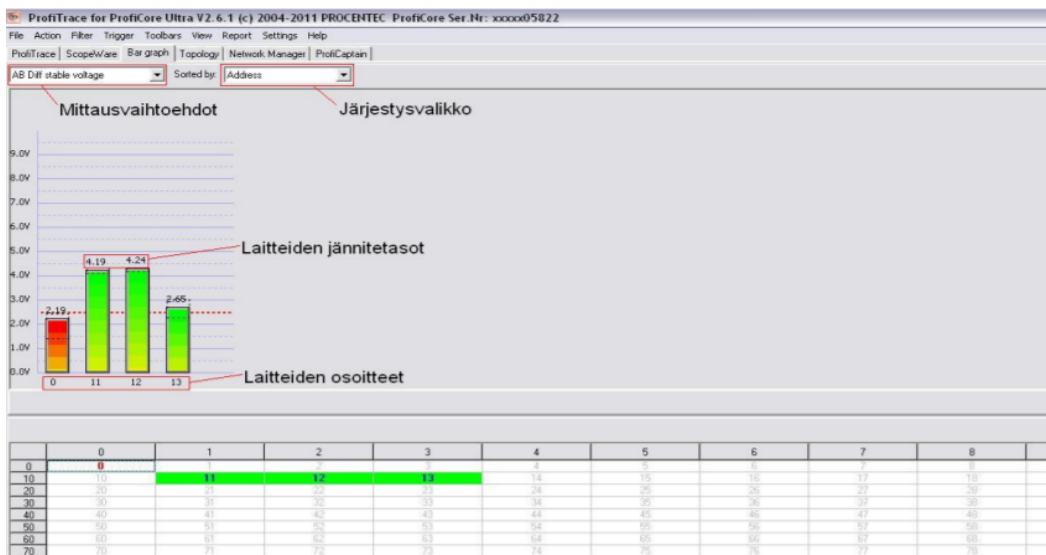 ProfiTrace for ProfiCore Ultra V2.6.1 (c) 2004-2011 PROCENTEC ProfiCore Ser.Nr: xxxxx05822
File Action Filter Trigger Toolbars View Report Settings Help
ProfiTrace ScopeWare Bar graph Topology Network Manager ProfiCaptain
AB Diff stable voltage Sorted by: Address
Mittausvaihtoehdot Järjestysvalikko
9.0V
8.0V
7.0V
6.0V
5.0V
Laitteiden jännitetasot
4.19 4.24
4.0V
3.0V
2.65
2.19
2.0V
1.0V
0.0V
0 11 12 13
Laitteiden osoitteet
0 1 2 3 4 5 6 7 8
0 0 1 2 3 4 5 6 7 8
10 10 11 12 13 14 15 16 17 18
20 20 21 22 23 24 25 26 27 28
30 30 31 32 33 34 35 36 37 38
40 40 41 42 43 44 45 46 47 48
50 50 51 52 53 54 55 56 57 58
60 60 61 62 63 64 65 66 67 68
70 70 71 72 73 74 75 76 77 78